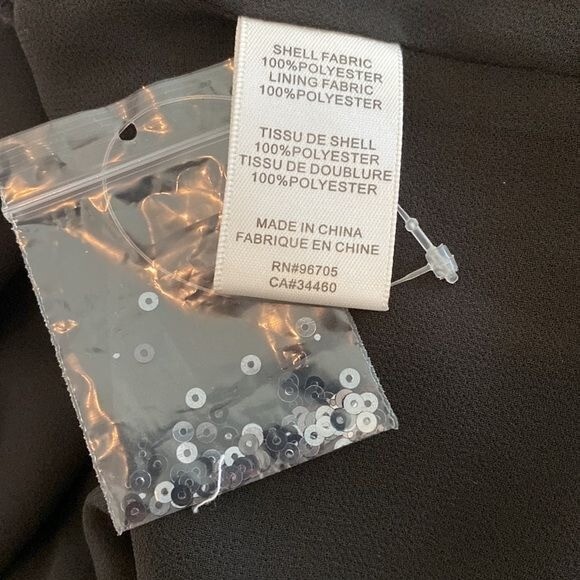 SHELL FABRIC
100%POLYESTER
LINING FABRIC
100%POLYESTER
TISSU DE SHELL
100%POLYESTER
TISSU DE DOUBLURE
100%POLYESTER
MADE IN CHINA
FABRIQUE EN CHINE
RN#96705
CA#34460